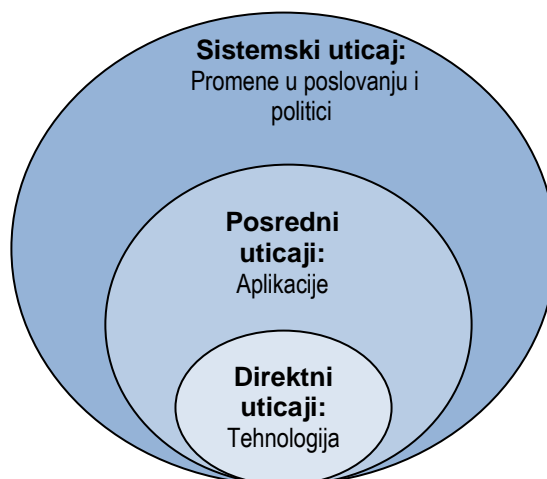 Sistemski uticaj:
Promene u poslovanju i
politici
Posredni
uticaji:
Aplikacije
Direktni
uticaji:
Tehnologija